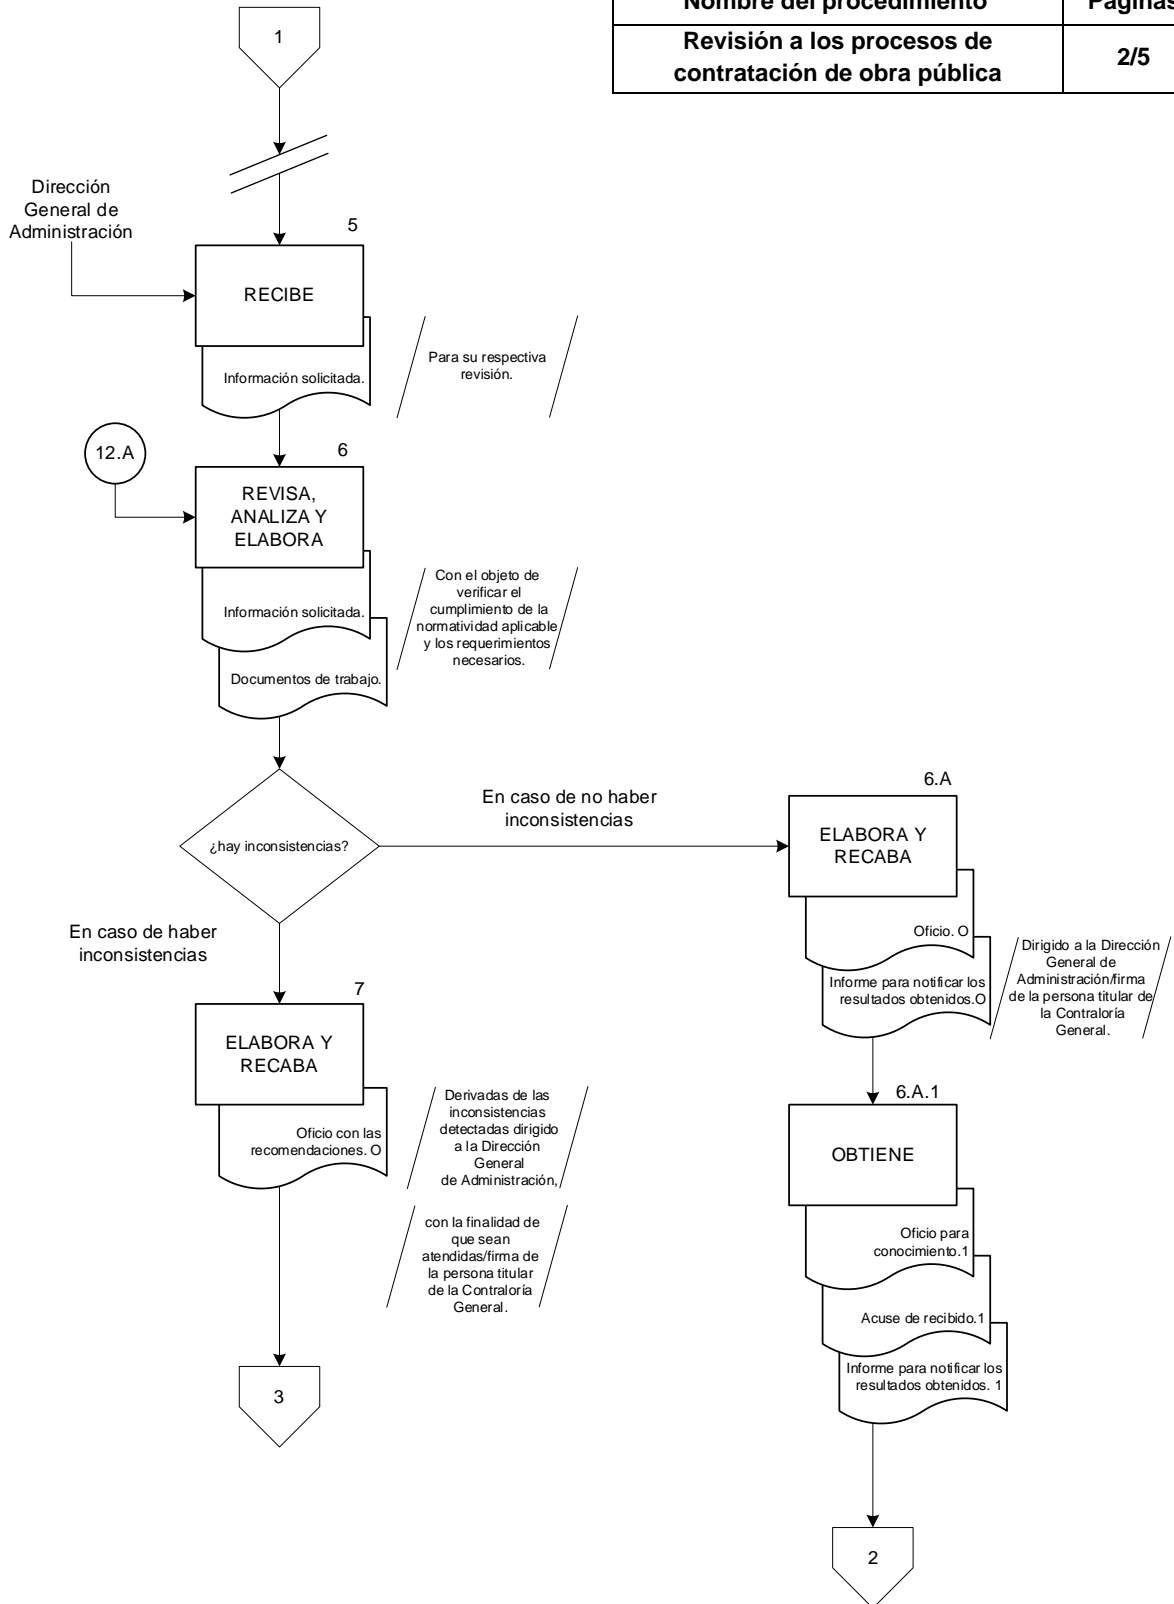 Nombre del procedimiento
Páginas
Revisión a los procesos de
contratación de obra pública
2/5
1
Dirección
General de
Administración
5
RECIBE
Información solicitada.
Para su respectiva
revisión.
12.A
6
REVISA,
ANALIZA Y
ELABORA
Información solicitada.
Documentos de trabajo.
Con el objeto de
verificar el
cumplimiento de la
normatividad aplicable
y los requerimientos
necesarios.
¿hay inconsistencias?
En caso de no haber
inconsistencias
6.A
ELABORA Y
RECABA
Oficio. O
Informe para notificar los
resultados obtenidos.O
Dirigido a la Dirección
General de
Administración/firma
de la persona titular de
la Contraloría
General.
En caso de haber
inconsistencias
7
ELABORA Y
RECABA
Oficio con las
recomendaciones. O
Derivadas de las
inconsistencias
detectadas dirigido
a la Dirección
General
de Administración,
con la finalidad de
que sean
atendidas/firma de
la persona titular
de la Contraloría
General.
3
6.A.1
OBTIENE
Oficio para
conocimiento.1
Acuse de recibido.1
Informe para notificar los
resultados obtenidos. 1
2